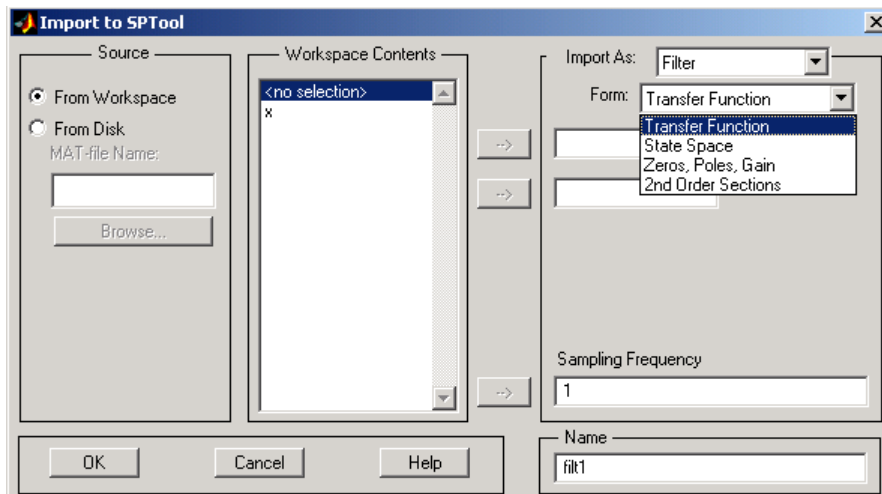 Import to SPTool
Source
From Workspace
From Disk
MAT-file Name:
Browse...
Workspace Contents
<no selection>
x
-->
-->
-->
Import As:
Filter
Form:
Transfer Function
Transfer Function
State Space
Zeros, Poles, Gain
2nd Order Sections
Sampling Frequency
1
OK
Cancel
Help
Name
filt1